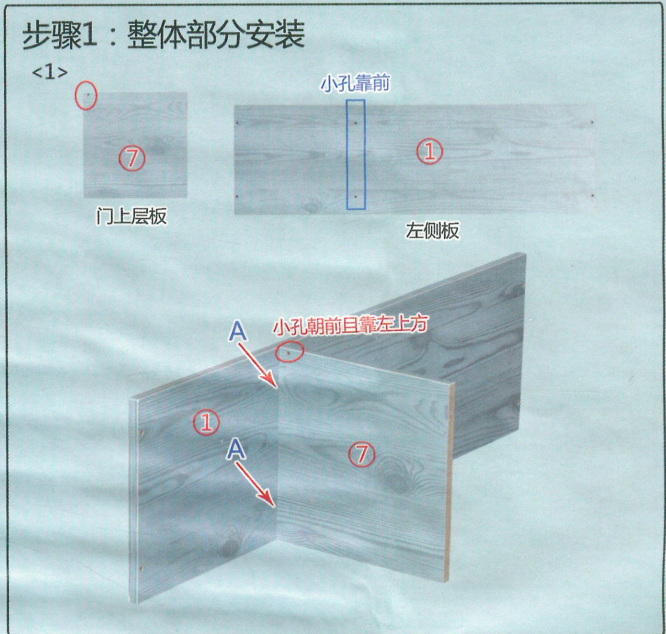 步骤1：整体部分安装
<1>
小孔靠前
⑦
①
门上层板
左侧板
小孔朝前且靠左上方
A
①
A
⑦